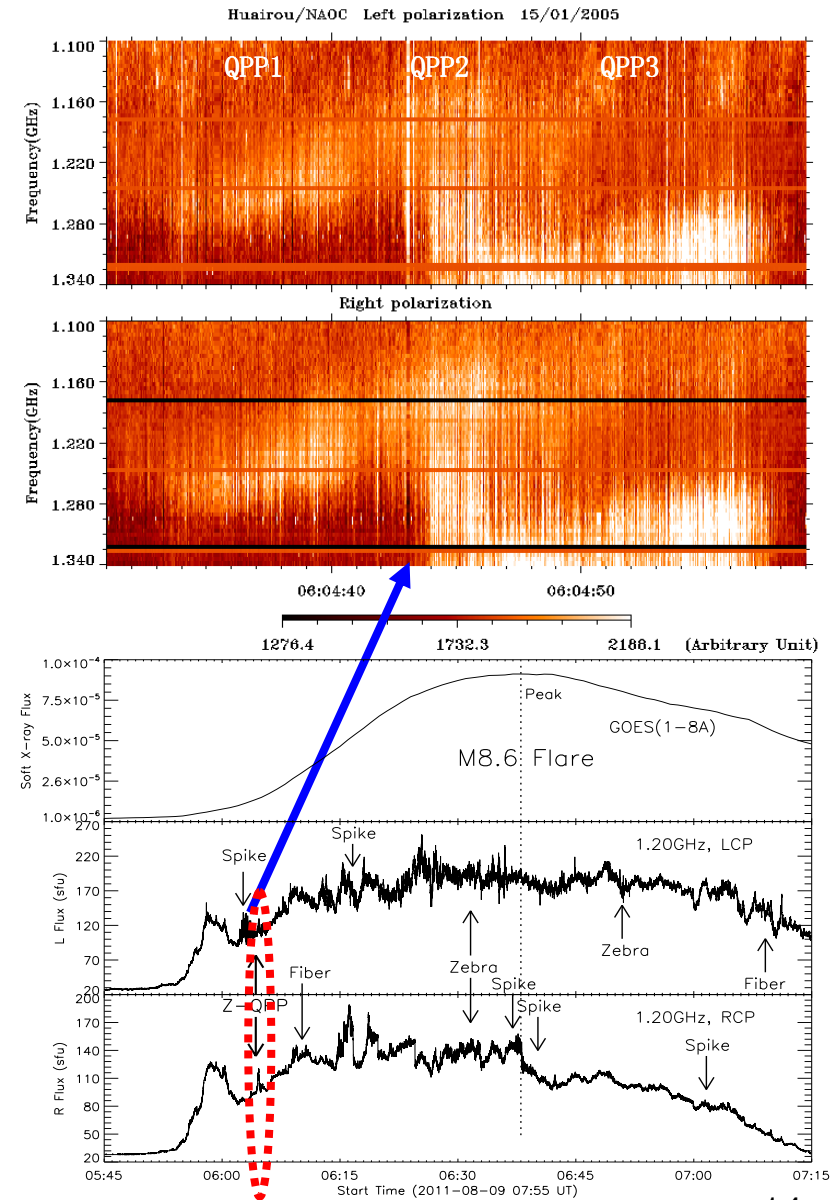 Huairou/NAOC Left polarization 15/01/2005
QPP1 QPP2 QPP3
Frequency(GHz)
1.100
1.160
1.220
1.280
1.340
Right polarization
Frequency(GHz)
1.100
1.160
1.220
1.280
1.340
06:04:40 06:04:50
1276.4 1732.3 2188.1 (Arbitrary Unit)
Soft X-ray Flux
1.0×10⁻⁴
7.5×10⁻⁵
5.0×10⁻⁵
2.6×10⁻⁵
1.0×10⁻⁶
Peak
GOES(1-8A)
M8.6 Flare
L Flux (sfu)
270
220
170
120
70
20
1.20GHz, LCP
Spike
Spike
Zebra
Zebra
Fiber
R Flux (sfu)
200
170
140
110
80
50
20
Z-QPP
Fiber
Spike
Spike
1.20GHz, RCP
Spike
05:45 06:00 06:15 06:30 06:45 07:00 07:15
Start Time (2011-08-09 07:55 UT)